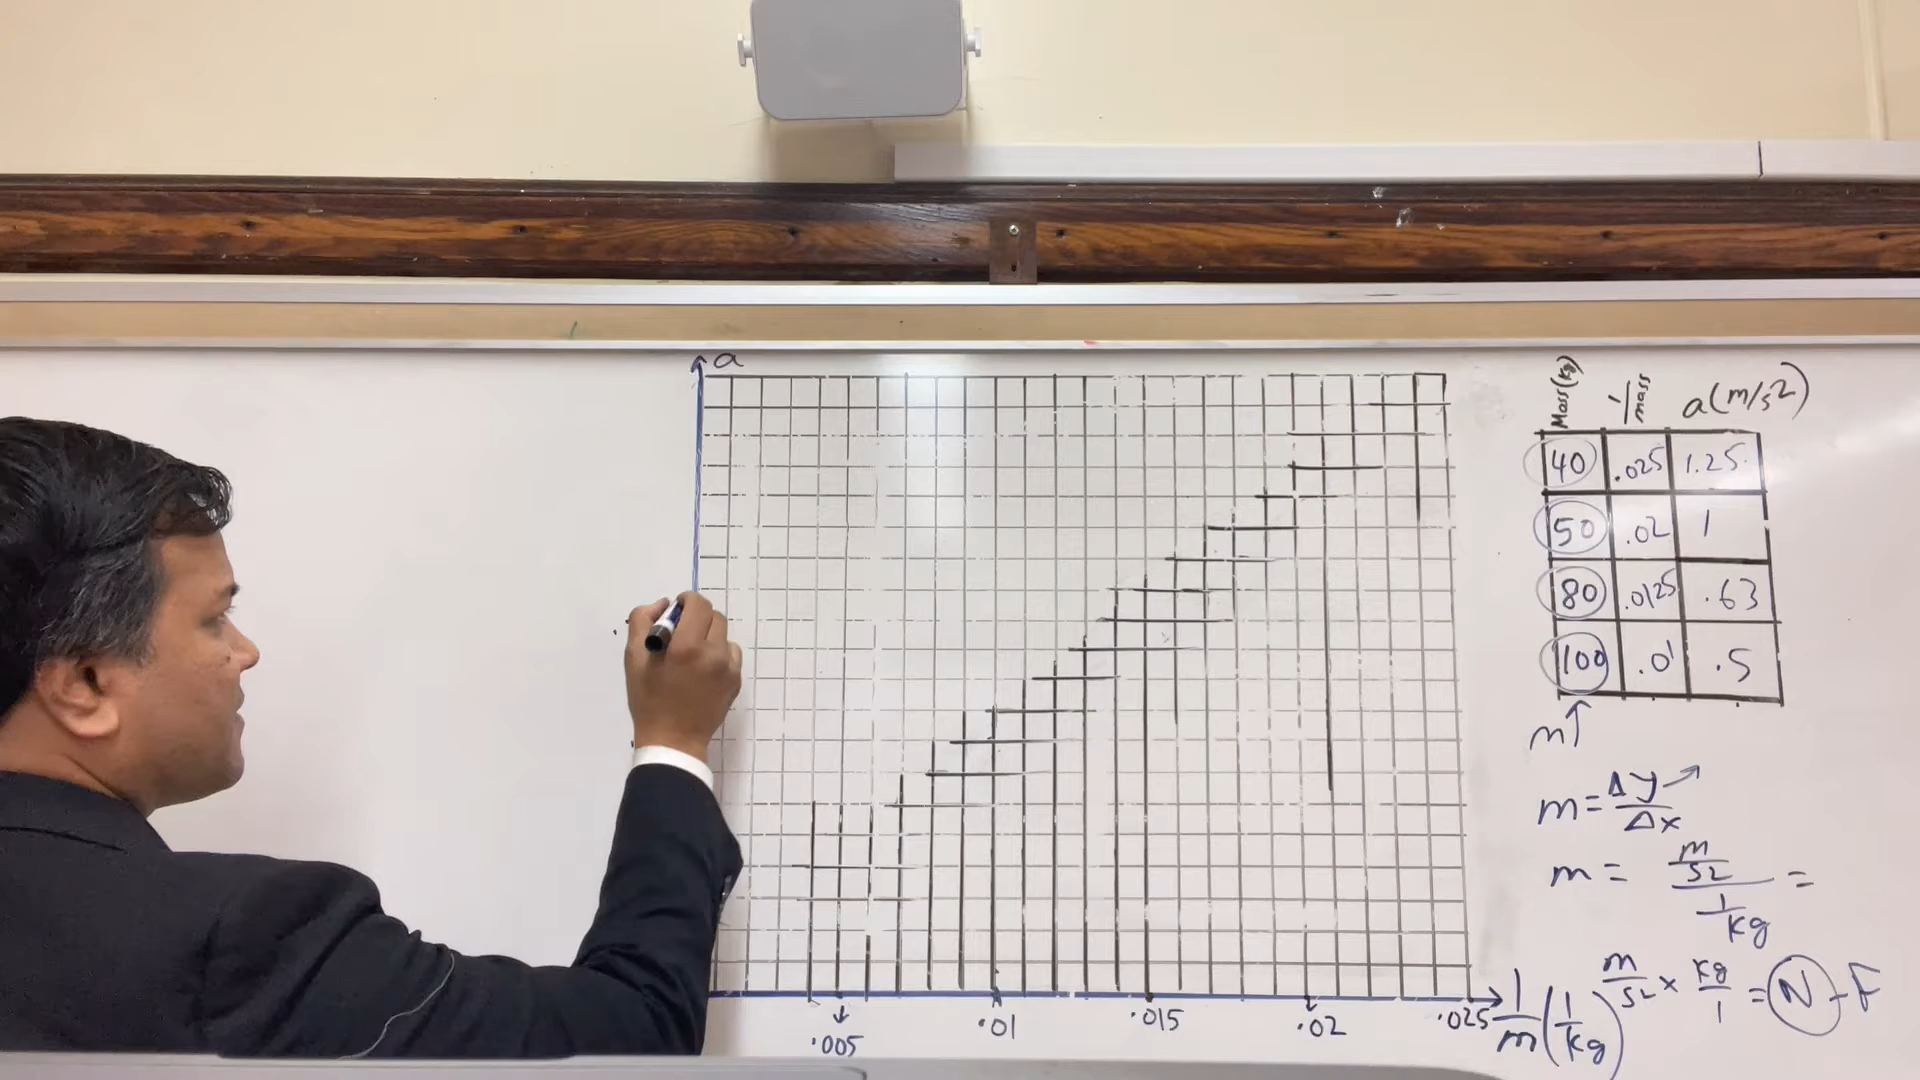 a
.005
.01
.015
.02
.025
1/m (1/kg)
Mass(kg) 1/mass a(m/s2)
40 .025 1.25
50 .02 1
80 .0125 .63
100 .01 .5
m↑
m = Δy/Δx
m = m/s2 / 1/kg =
m/s2 × kg/1 = N - F